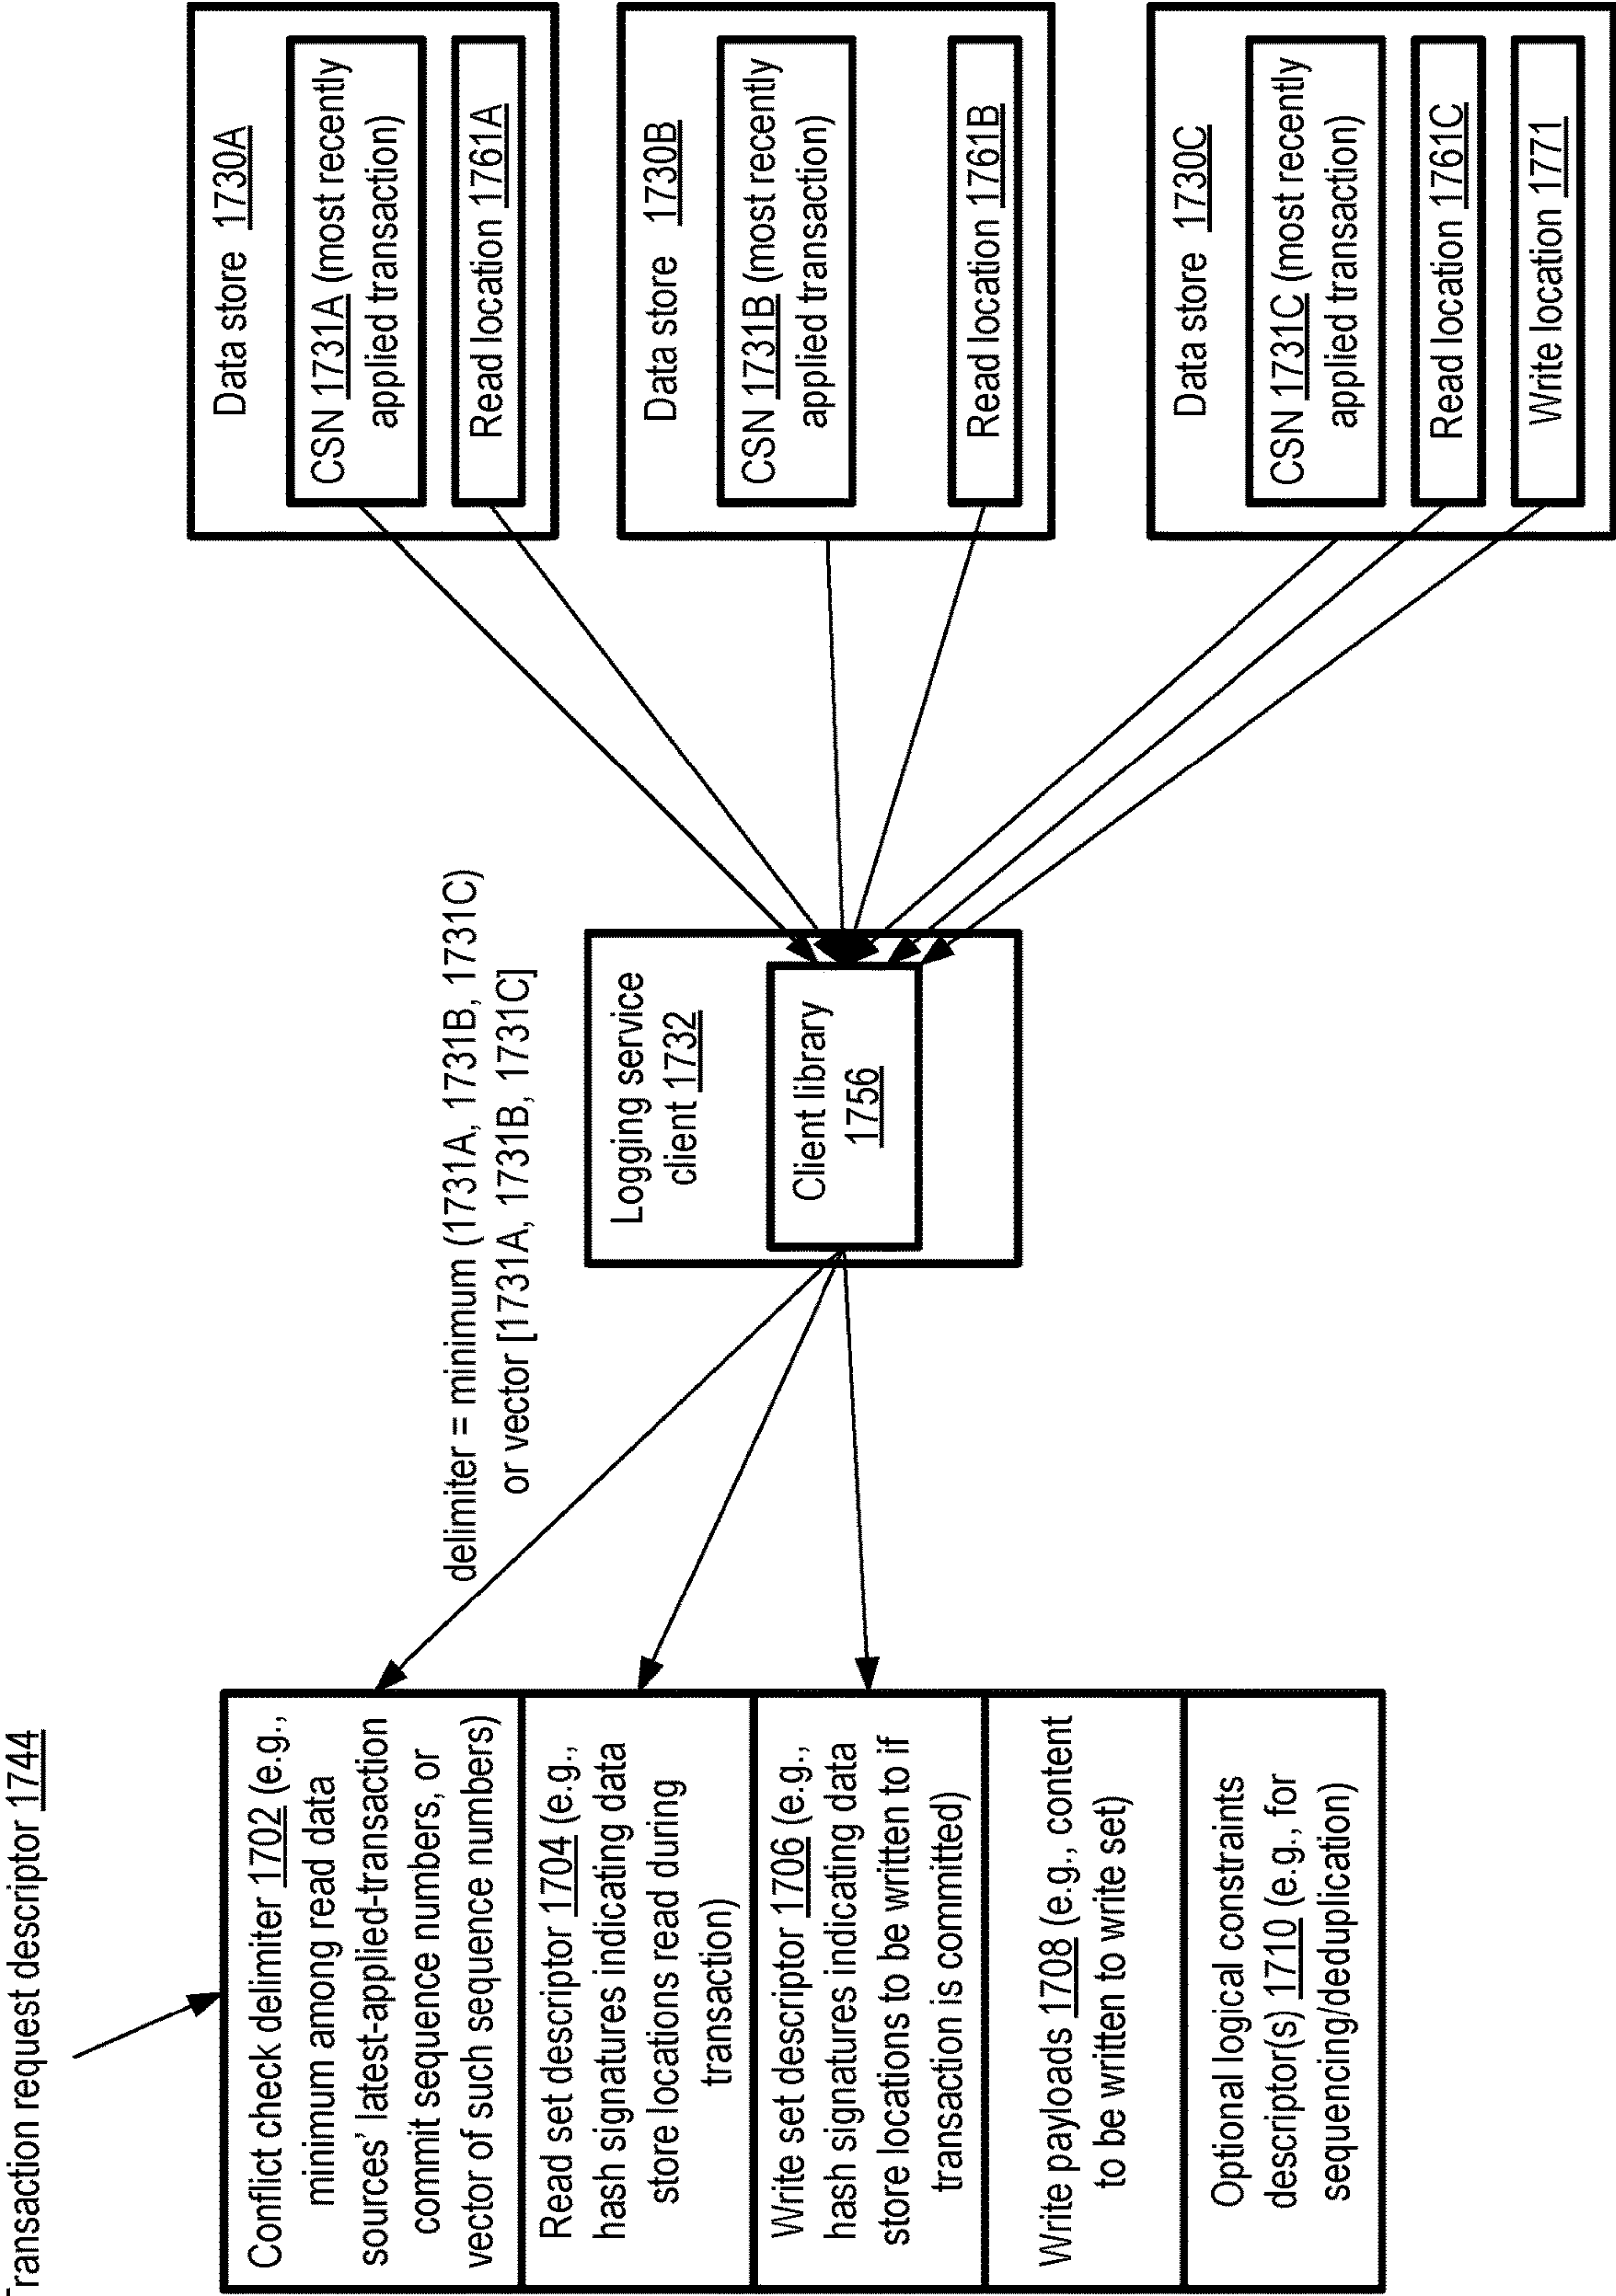 Transaction request descriptor 1744
Conflict check delimiter 1702 (e.g.,
minimum among read data
sources' latest-applied-transaction
commit sequence numbers, or
vector of such sequence numbers)
Read set descriptor 1704 (e.g.,
hash signatures indicating data
store locations read during
transaction)
Write set descriptor 1706 (e.g.,
hash signatures indicating data
store locations to be written to if
transaction is committed)
Write payloads 1708 (e.g., content
to be written to write set)
Optional logical constraints
descriptor(s) 1710 (e.g., for
sequencing/deduplication)
delimiter = minimum (1731A, 1731B, 1731C)
or vector [1731A, 1731B, 1731C]
Logging service
client 1732
Client library
1756
Data store 1730A
CSN 1731A (most recently
applied transaction)
Read location 1761A
Data store 1730B
CSN 1731B (most recently
applied transaction)
Read location 1761B
Data store 1730C
CSN 1731C (most recently
applied transaction)
Read location 1761C
Write location 1771